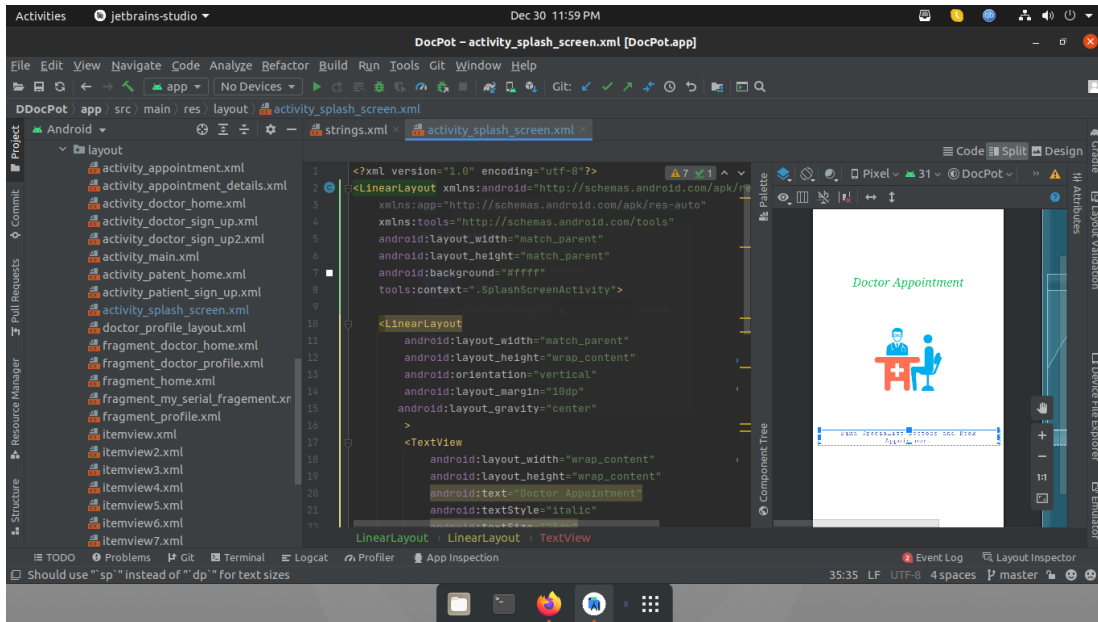 Activities jetbrains-studio Dec 30 11:59 PM
DocPot – activity_splash_screen.xml [DocPot.app]
File Edit View Navigate Code Analyze Refactor Build Run Tools Git Window Help
app No Devices Git:
DDocPot app src main res layout activity_splash_screen.xml
Android strings.xml activity_splash_screen.xml
Code Split Design
Project
Commit
Pull Requests
Resource Manager
Structure
layout
activity_appointment.xml
activity_appointment_details.xml
activity_doctor_home.xml
activity_doctor_sign_up.xml
activity_doctor_sign_up2.xml
activity_main.xml
activity_patent_home.xml
activity_patient_sign_up.xml
activity_splash_screen.xml
doctor_profile_layout.xml
fragment_doctor_home.xml
fragment_doctor_profile.xml
fragment_home.xml
fragment_my_serial_fragement.xr
fragment_profile.xml
itemview.xml
itemview2.xml
itemview3.xml
itemview4.xml
itemview5.xml
itemview6.xml
itemview7.xml
7 1
1 <?xml version="1.0" encoding="utf-8"?>
2 <LinearLayout xmlns:android="http://schemas.android.com/apk/re
3 xmlns:app="http://schemas.android.com/apk/res-auto"
4 xmlns:tools="http://schemas.android.com/tools"
5 android:layout_width="match_parent"
6 android:layout_height="match_parent"
7 android:background="#ffff"
8 tools:context=".SplashScreenActivity">
9
10 <LinearLayout
11 android:layout_width="match_parent"
12 android:layout_height="wrap_content"
13 android:orientation="vertical"
14 android:layout_margin="10dp"
15 android:layout_gravity="center"
16 >
17 <TextView
18 android:layout_width="wrap_content"
19 android:layout_height="wrap_content"
20 android:text="Doctor Appointment"
21 android:textStyle="italic"
LinearLayout LinearLayout TextView
Palette
Component Tree
Pixel 31 DocPot
Doctor Appointment
1:1
Attributes
Gradle
Layout Validation
Device File Explorer
Emulator
TODO Problems Git Terminal Logcat Profiler App Inspection 2 Event Log Layout Inspector
Should use "`sp`" instead of "`dp`" for text sizes 35:35 LF UTF-8 4 spaces master